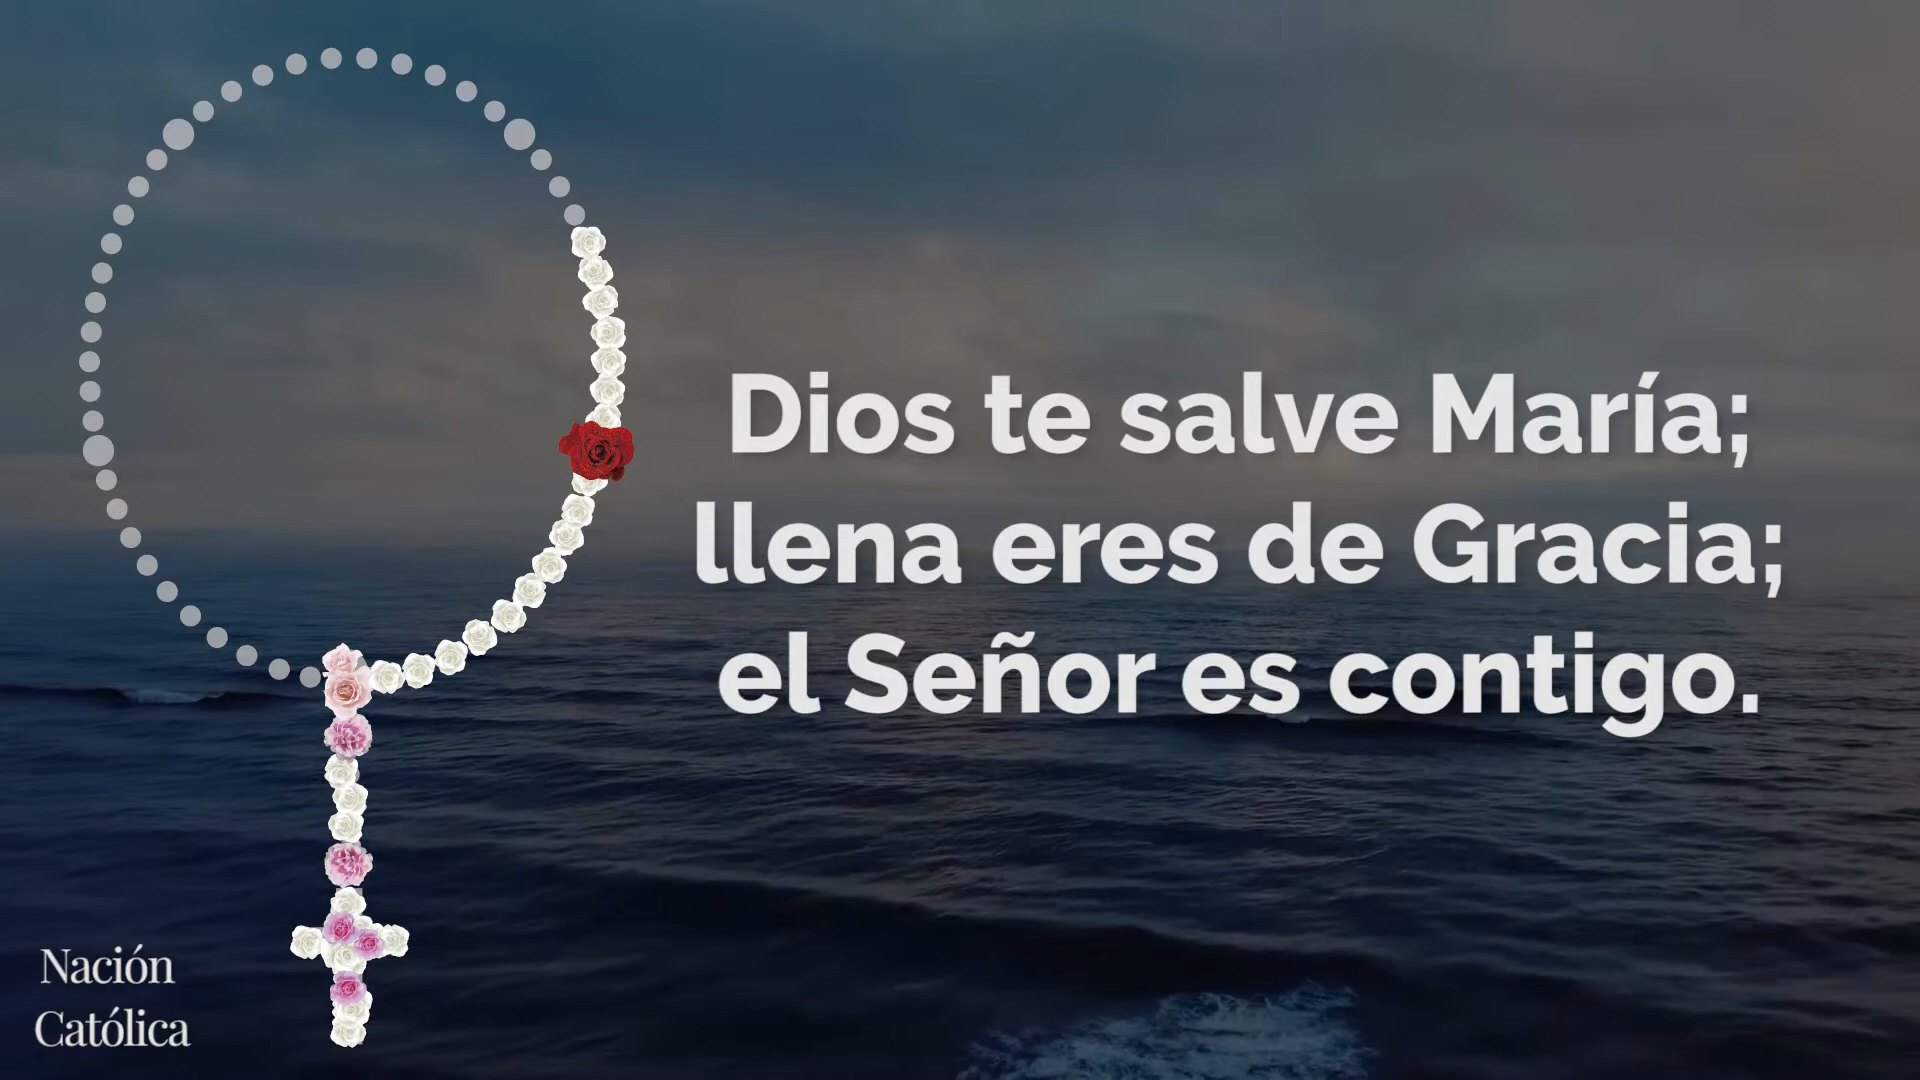 Dios te salve María;
llena eres de Gracia;
el Señor es contigo.
Nación
Católica